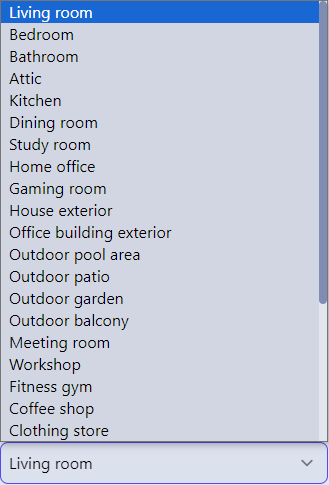 Living room
Bedroom
Bathroom
Attic
Kitchen
Dining room
Study room
Home office
Gaming room
House exterior
Office building exterior
Outdoor pool area
Outdoor patio
Outdoor garden
Outdoor balcony
Meeting room
Workshop
Fitness gym
Coffee shop
Clothing store
Living room